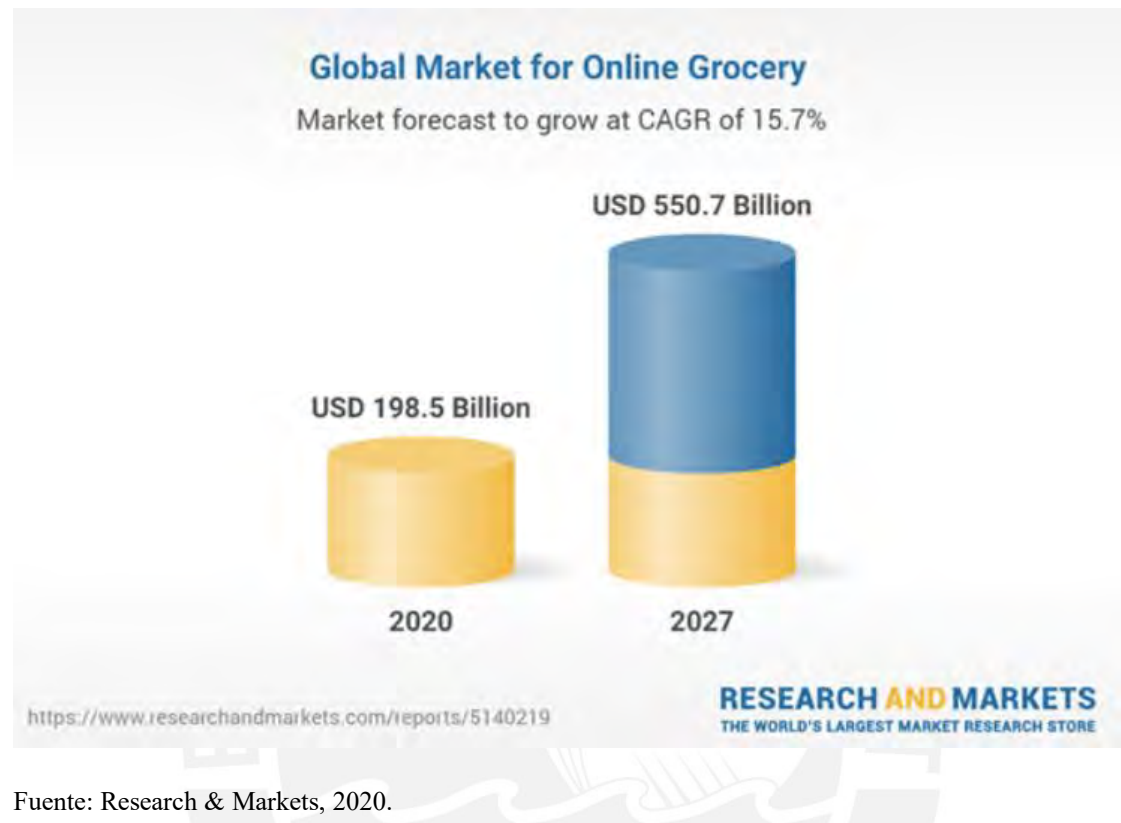 Global Market for Online Grocery
Market forecast to grow at CAGR of 15.7%
USD 550.7 Billion
USD 198.5 Billion
2020
2027
https://www.researchandmarkets.com/reports/5140219
RESEARCH AND MARKETS
THE WORLD'S LARGEST MARKET RESEARCH STORE
Fuente: Research & Markets, 2020.